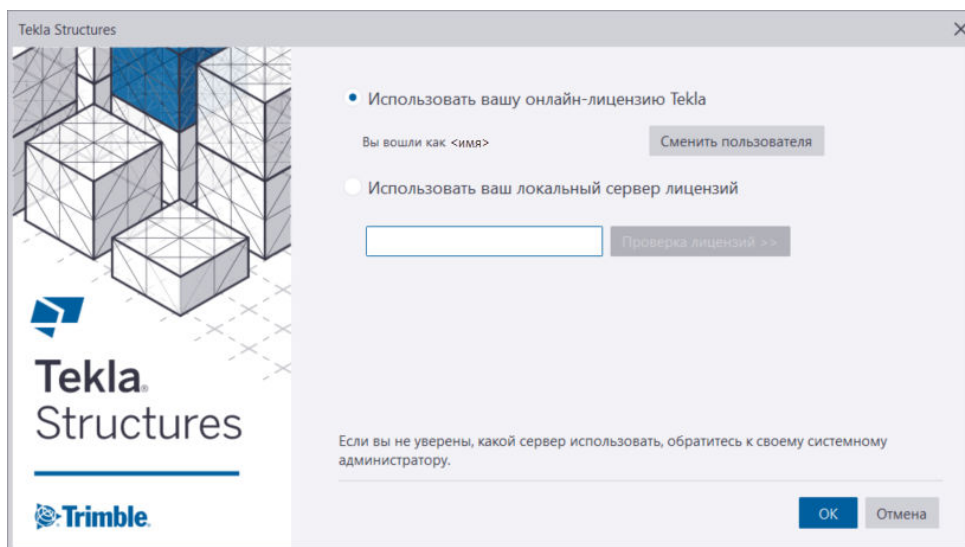 Tekla Structures
Использовать вашу онлайн-лицензию Tekla
Вы вошли как <имя>
Сменить пользователя
Использовать ваш локальный сервер лицензий
Проверка лицензий >>
Tekla®
Structures
Trimble®
Если вы не уверены, какой сервер использовать, обратитесь к своему системному
администратору.
OK
Отмена